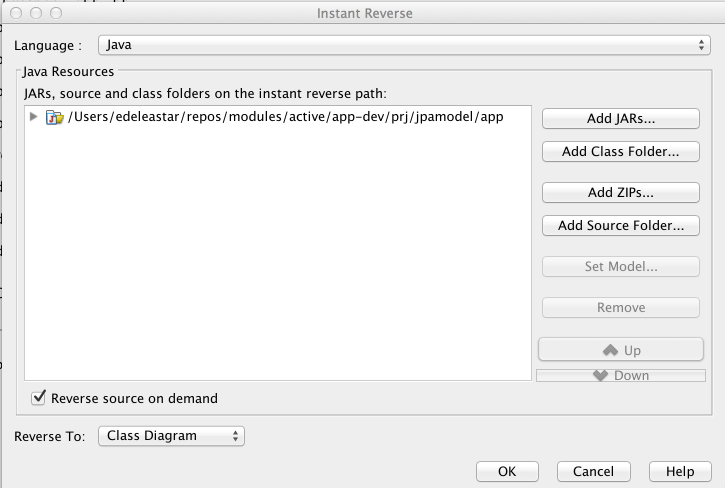 Instant Reverse
Language : Java
Java Resources
JARs, source and class folders on the instant reverse path:
/Users/edeleastar/repos/modules/active/app-dev/prj/jpamodel/app
Add JARs...
Add Class Folder...
Add ZIPs...
Add Source Folder...
Set Model...
Remove
Up
Down
Reverse source on demand
Reverse To: Class Diagram
OK Cancel Help